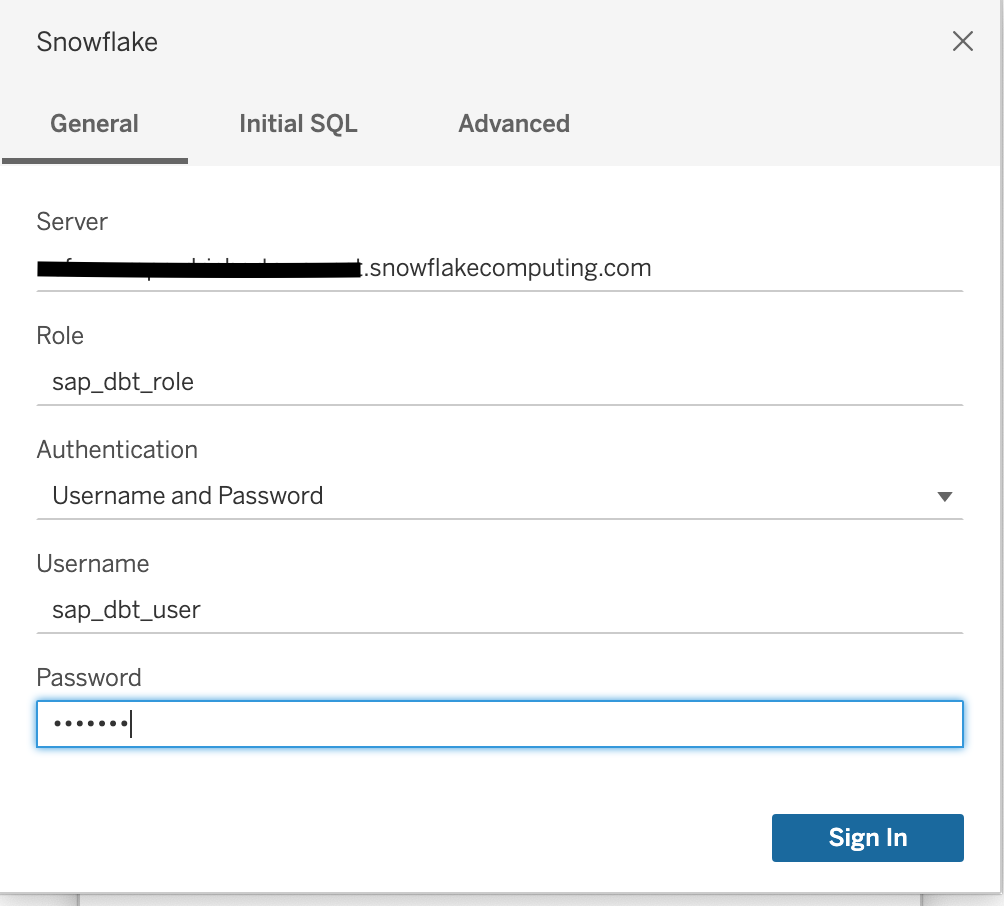 Snowflake
General Initial SQL Advanced
Server
.snowflakecomputing.com
Role
sap_dbt_role
Authentication
Username and Password
Username
sap_dbt_user
Password
•••••••
Sign In